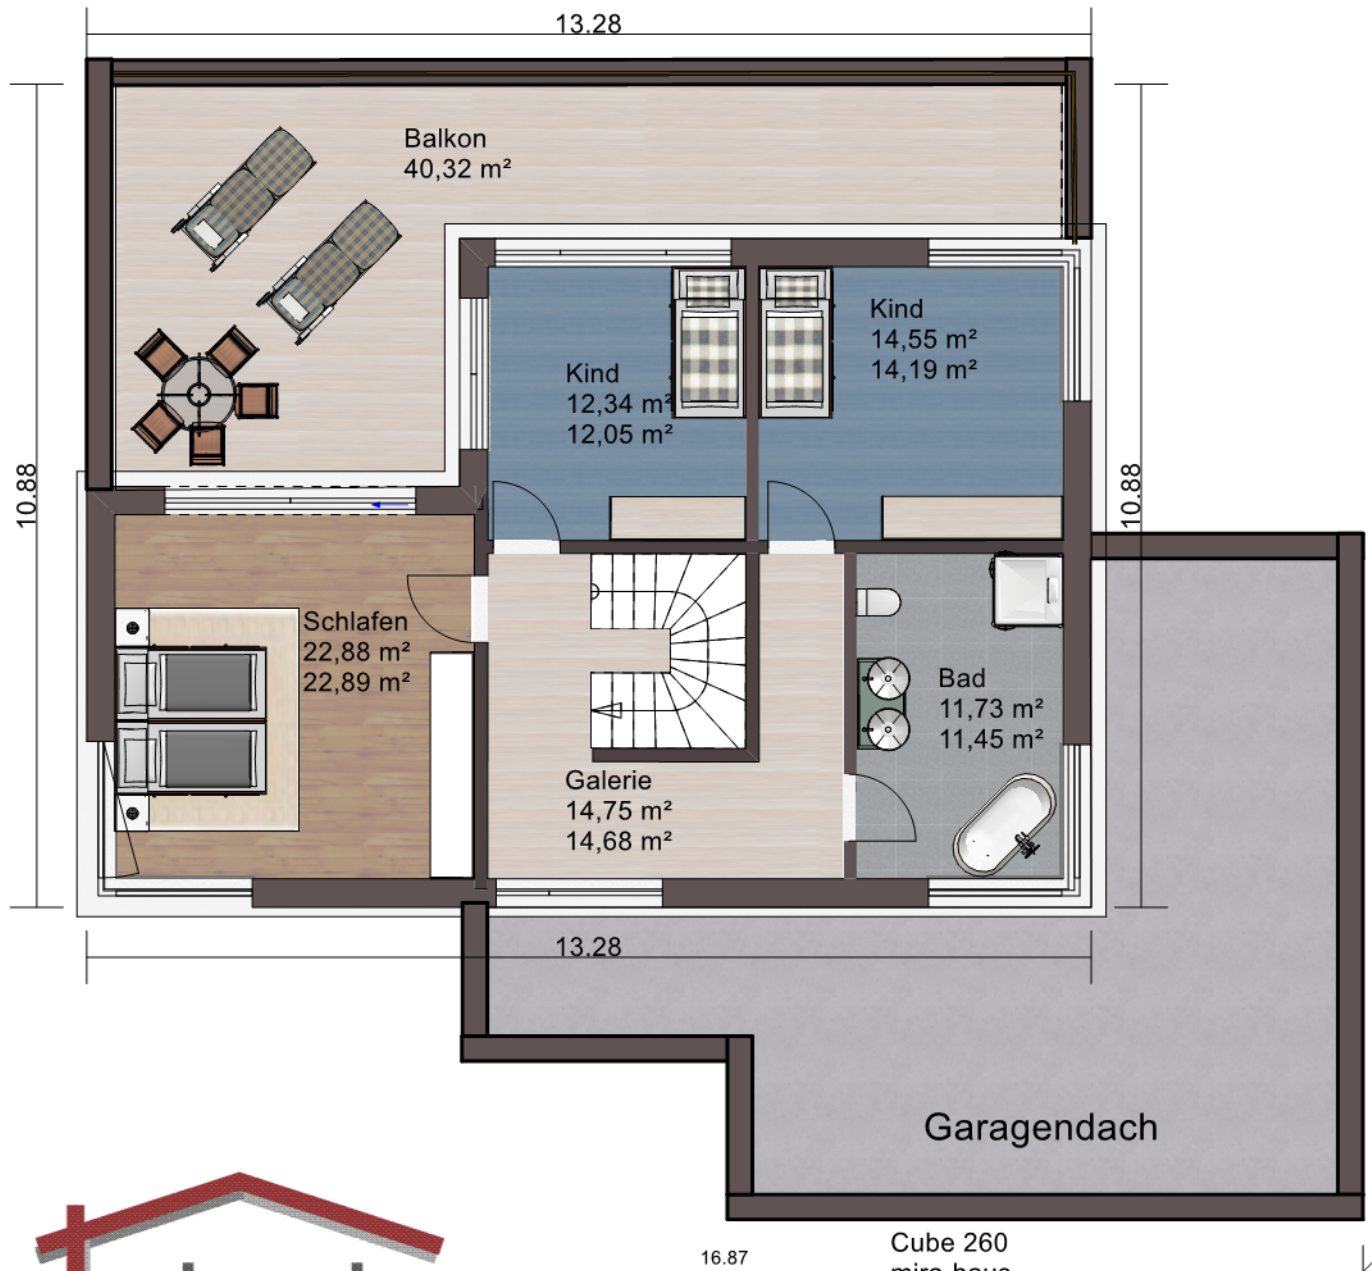 13.28
Balkon
40,32 m²
Kind
14,55 m²
14,19 m²
Kind
12,34 m²
12,05 m²
10.88
10.88
Schlafen
22,88 m²
22,89 m²
Bad
11,73 m²
11,45 m²
Galerie
14,75 m²
14,68 m²
13.28
Garagendach
Cube 260
16.87